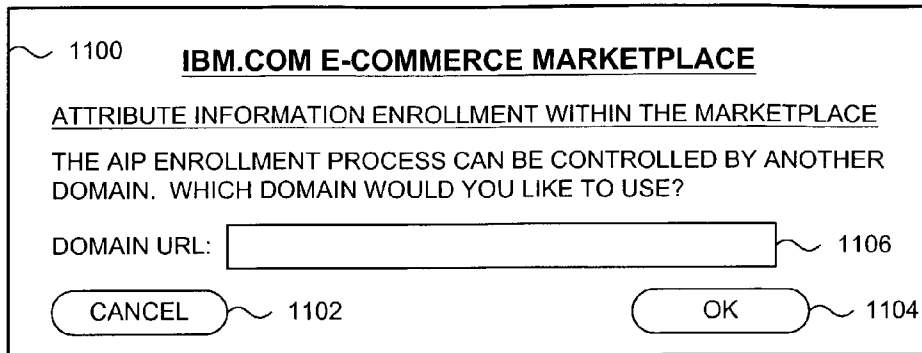 1100
IBM.COM E-COMMERCE MARKETPLACE
ATTRIBUTE INFORMATION ENROLLMENT WITHIN THE MARKETPLACE
THE AIP ENROLLMENT PROCESS CAN BE CONTROLLED BY ANOTHER
DOMAIN. WHICH DOMAIN WOULD YOU LIKE TO USE?
DOMAIN URL: 1106
CANCEL 1102 OK 1104